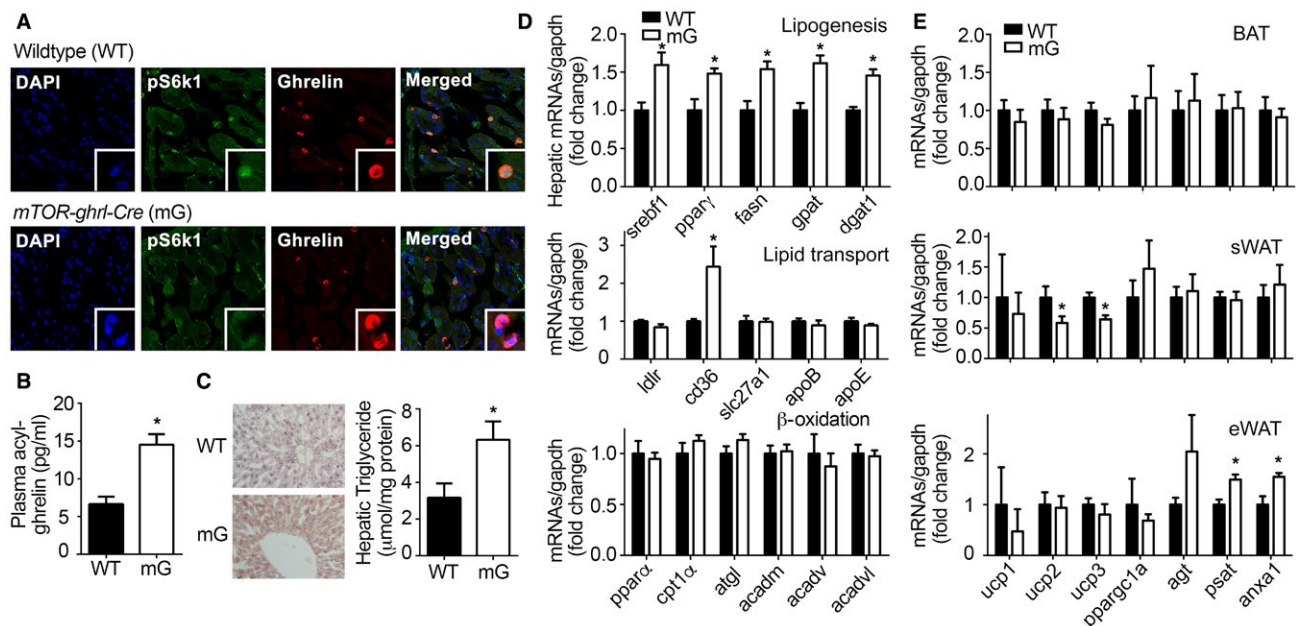 A
Wildtype (WT)
DAPI
pS6k1
Ghrelin
Merged
mTOR-ghrl-Cre (mG)
DAPI
pS6k1
Ghrelin
Merged
B
Plasma acyl-
ghrelin (pg/ml)
20
15
10
5
0
*
WT
mG
C
WT
mG
Hepatic Triglyceride
(μmol/mg protein)
12
8
4
0
*
WT
mG
D
WT
mG
Lipogenesis
Hepatic mRNAs/gapdh
(fold change)
2.0
1.5
1.0
0.5
0.0
* * * * *
srebf1
pparγ
fasn
gpat
dgat1
Lipid transport
mRNAs/gapdh
(fold change)
4
3
2
1
0
*
ldlr
cd36
slc27a1
apoB
apoE
β-oxidation
mRNAs/gapdh
(fold change)
1.0
0.5
0.0
pparα
cpt1α
atgl
acadm
acadv
acadvl
E
WT
mG
BAT
mRNAs/gapdh
(fold change)
2.0
1.5
1.0
0.5
0.0
sWAT
mRNAs/gapdh
(fold change)
2.0
1.5
1.0
0.5
0.0
* *
eWAT
mRNAs/gapdh
(fold change)
3
2
1
0
* *
ucp1
ucp2
ucp3
ppargc1a
agt
psat
anxa1